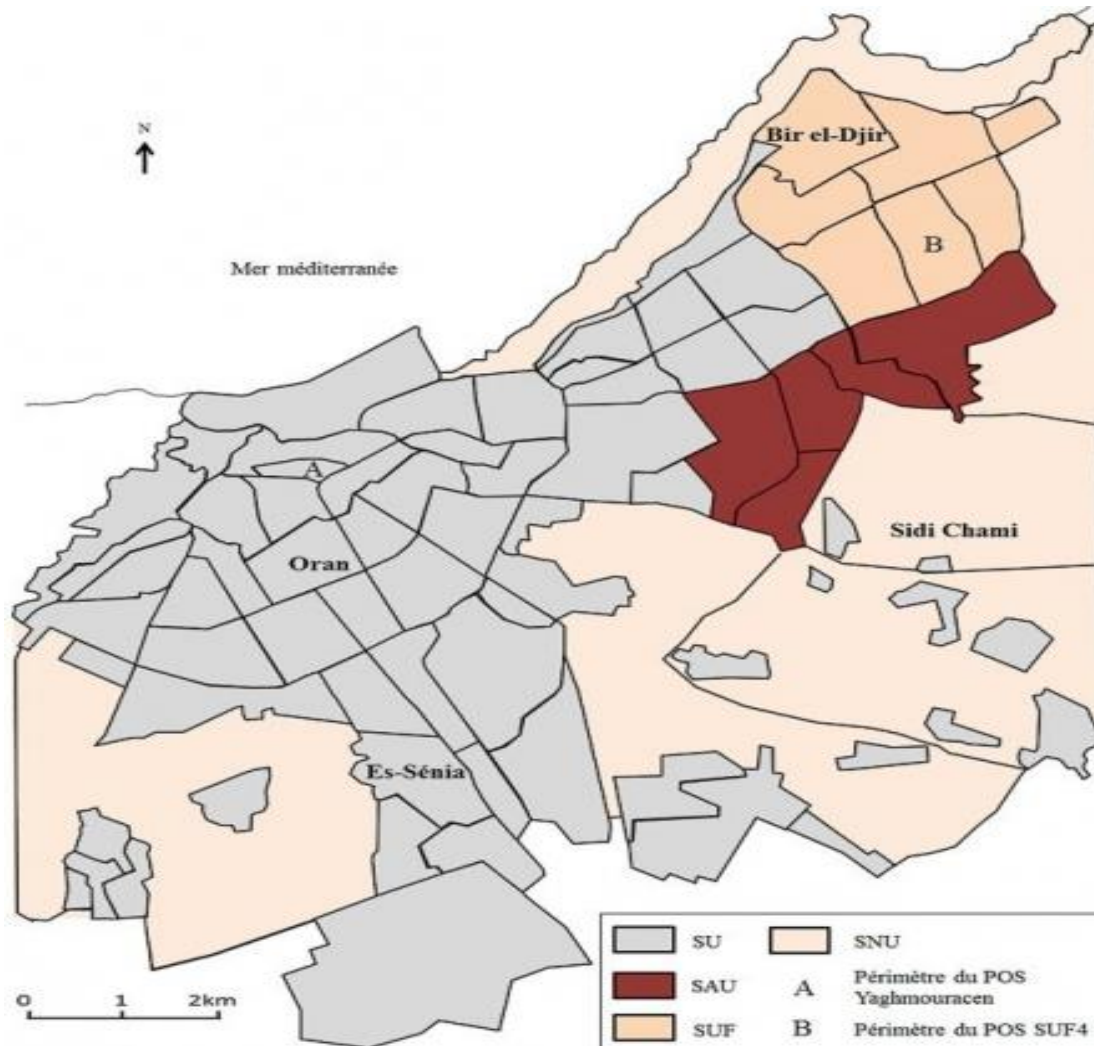 Bir el-Djir
N
B
Mer méditerranée
A
Sidi Chami
Oran
Es-Sénia
SU
SNU
SAU
A
Périmètre du POS
Yaghmouracen
SUF
B
Périmètre du POS SUF4
0 1 2km